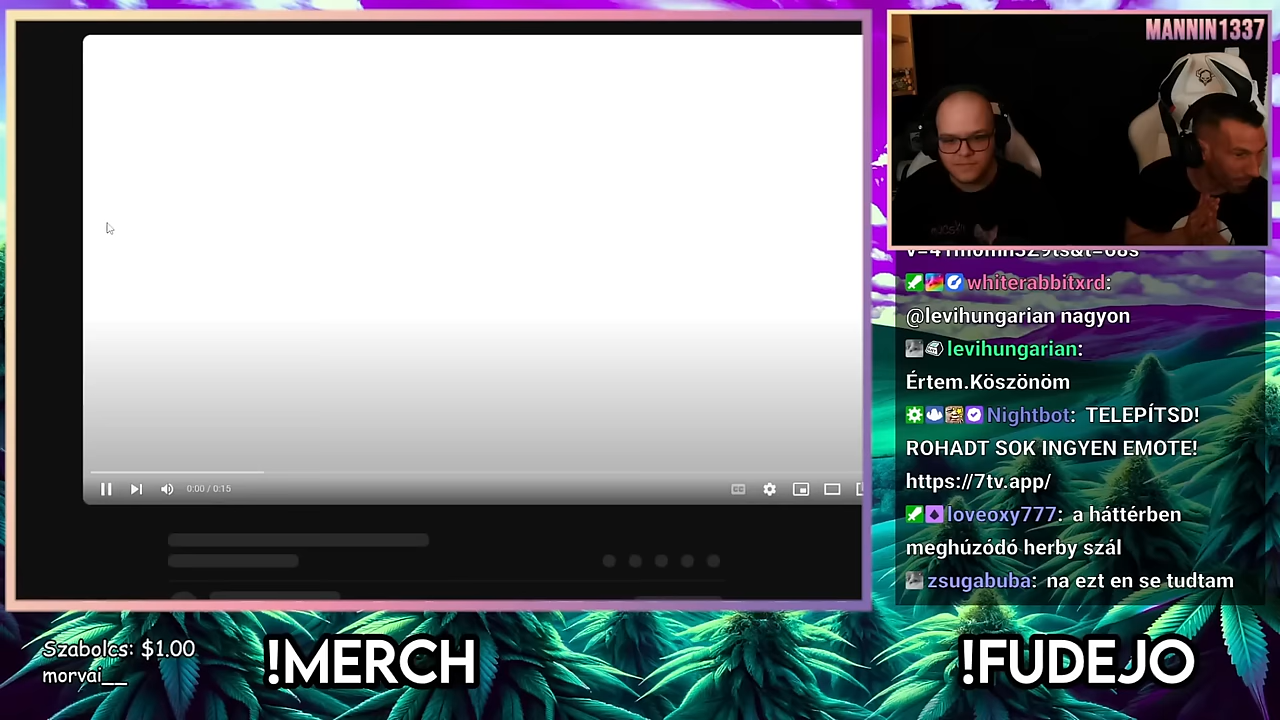 MANNIN1337
0:00 / 0:15
whiterabbitxrd:
@levihungarian nagyon
levihungarian:
Értem.Köszönöm
Nightbot: TELEPÍTSD!
ROHADT SOK INGYEN EMOTE!
https://7tv.app/
loveoxy777: a háttérben
meghúzódó herby szál
zsugabuba: na ezt en se tudtam
Szabolcs: $1.00
morvai__
!MERCH
!FUDEJO